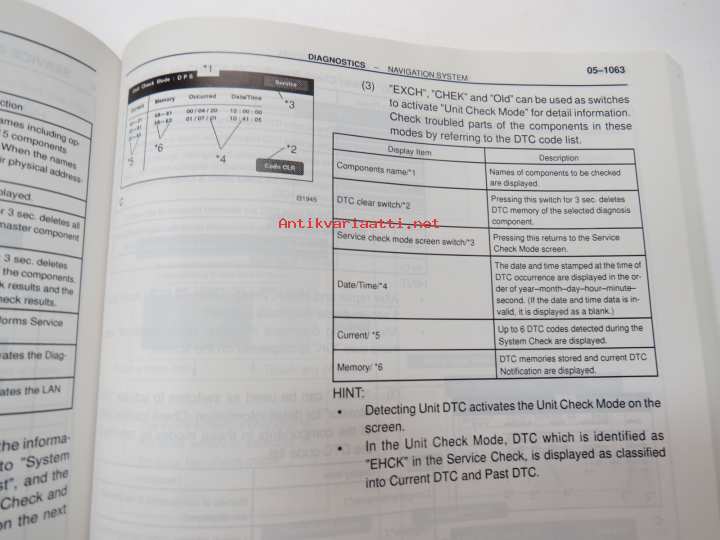 DIAGNOSTICS – NAVIGATION SYSTEM
05–1063
Unit Check Mode : DPS
*1
Service
Current
Memory
Occurred
Date/Time
*3
00/04/20 10:00:00
01/07/01 10:41:05
*5
*6
*4
*2
Code CLR
I31945
(3) "EXCH", "CHEK" and "Old" can be used as switches
to activate "Unit Check Mode" for detail information.
Check troubled parts of the components in these
modes by referring to the DTC code list.
Display Item
Description
Components name/*1
Names of components to be checked
are displayed.
DTC clear switch/*2
Pressing this switch for 3 sec. deletes
DTC memory of the selected diagnosis
component.
Service check mode screen switch/*3
Pressing this returns to the Service
Check Mode screen.
Date/Time/*4
The date and time stamped at the time of
DTC occurrence are displayed in the or-
der of year—month—day—hour—minute—
second. (If the date and time data is in-
valid, it is displayed as a blank.)
Current/ *5
Up to 6 DTC codes detected during the
System Check are displayed.
Memory/ *6
DTC memories stored and current DTC
Notification are displayed.
HINT:
• Detecting Unit DTC activates the Unit Check Mode on the
screen.
• In the Unit Check Mode, DTC which is identified as
"EHCK" in the Service Check, is displayed as classified
into Current DTC and Past DTC.
Antikvariaatti.net
ction
ames including op-
5 components
When the names
ir physical address-
played.
r 3 sec. deletes all
master component
3 sec. deletes
the components.
k results and the
heck results.
forms Service
vates the Diag-
ates the LAN
the informa-
to "System
st", and the
Check and
on the next